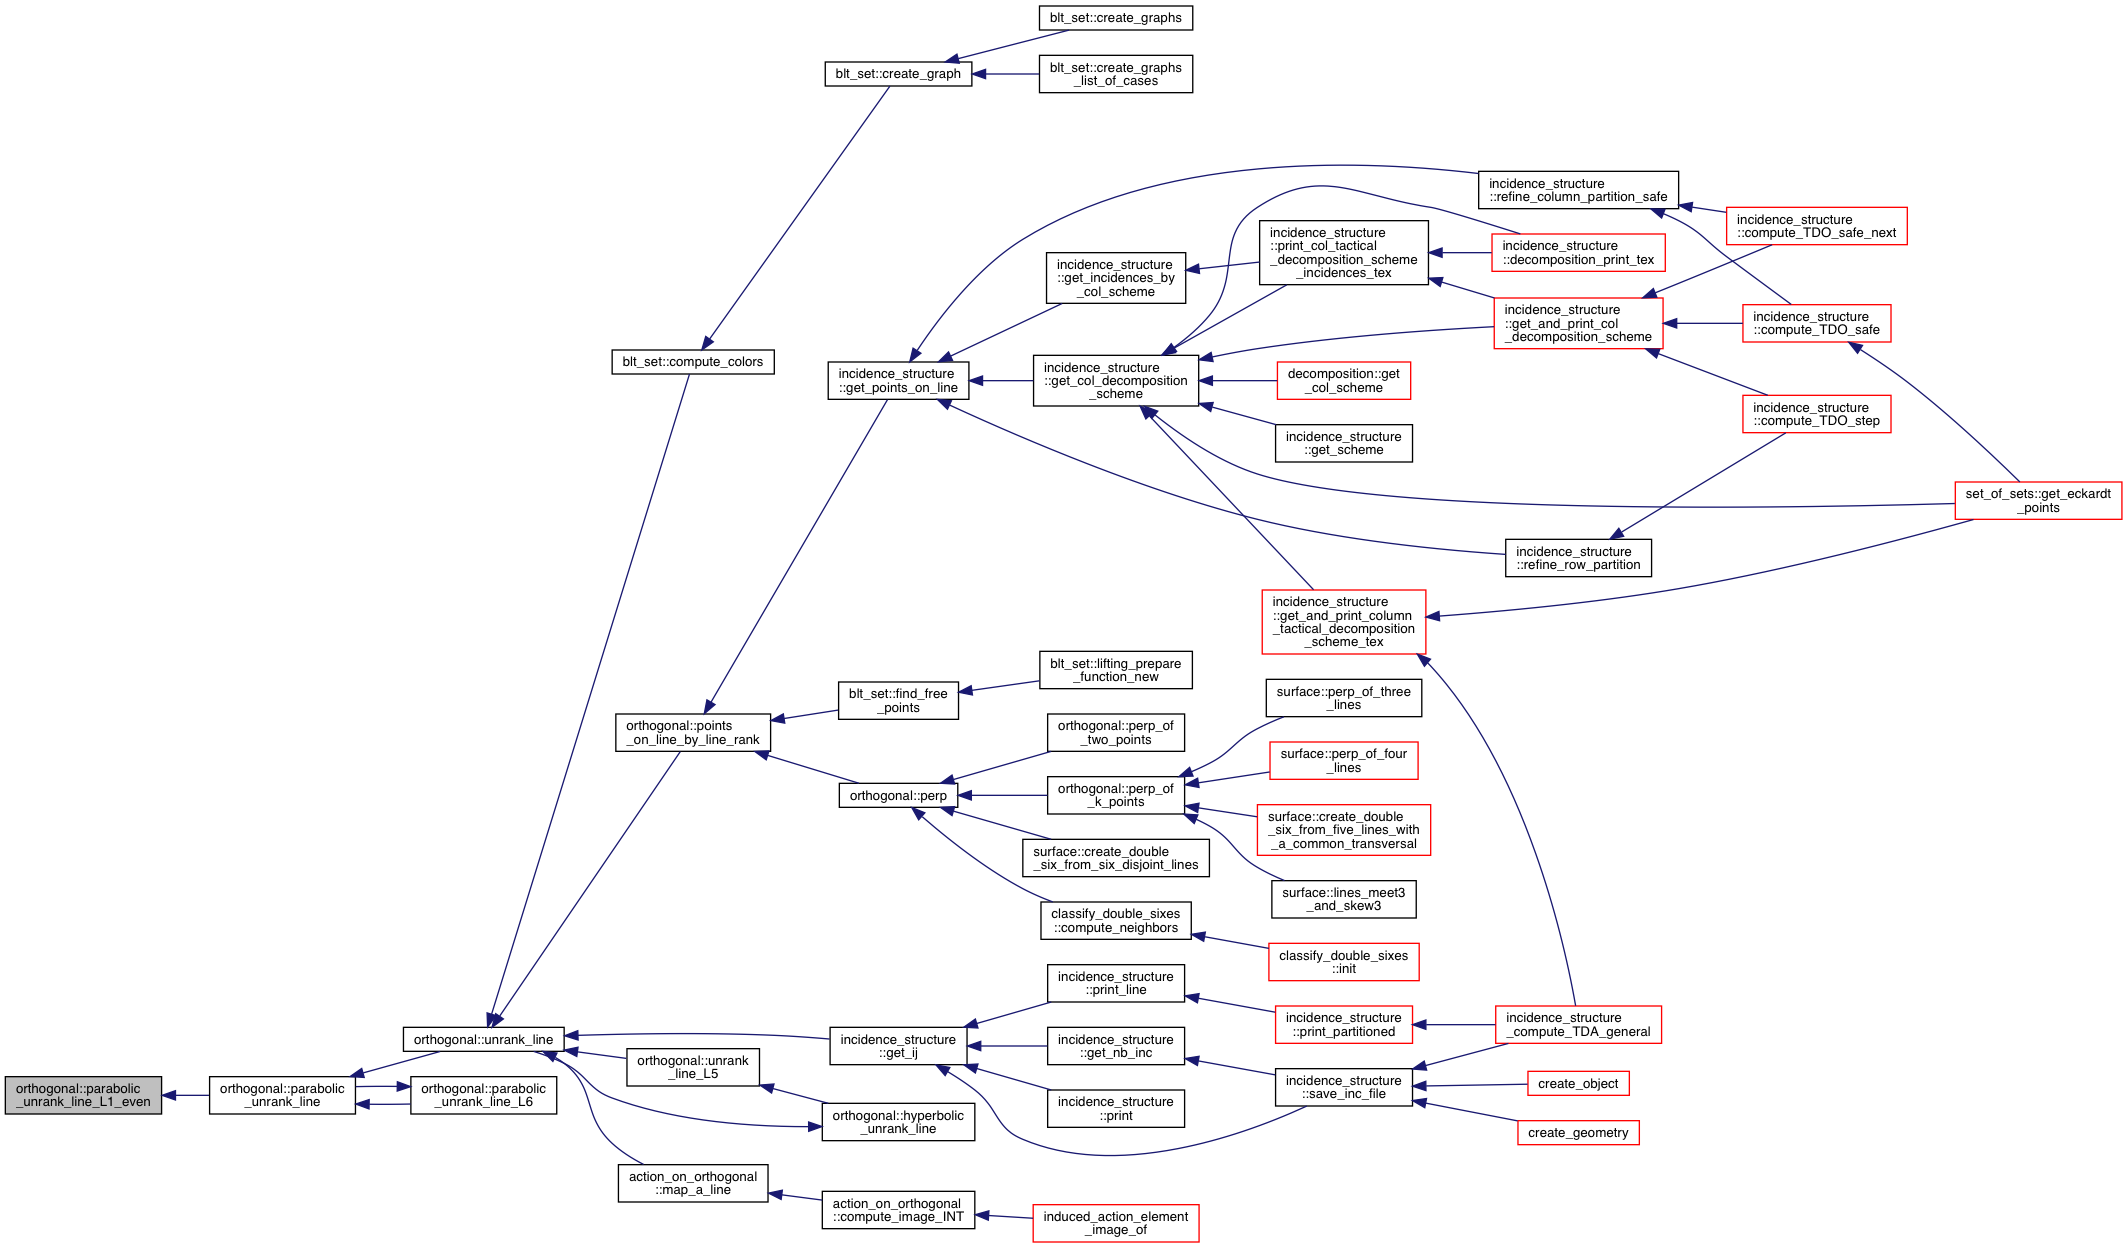 blt_set::create_graphs
blt_set::create_graph
blt_set::create_graphs
_list_of_cases
incidence_structure
::refine_column_partition_safe
incidence_structure
::compute_TDO_safe_next
incidence_structure
::print_col_tactical
_decomposition_scheme
_incidences_tex
incidence_structure
::decomposition_print_tex
incidence_structure
::get_incidences_by
_col_scheme
incidence_structure
::get_and_print_col
_decomposition_scheme
incidence_structure
::compute_TDO_safe
blt_set::compute_colors
incidence_structure
::get_points_on_line
incidence_structure
::get_col_decomposition
_scheme
decomposition::get
_col_scheme
incidence_structure
::compute_TDO_step
incidence_structure
::get_scheme
set_of_sets::get_eckardt
_points
incidence_structure
::refine_row_partition
incidence_structure
::get_and_print_column
_tactical_decomposition
_scheme_tex
blt_set::lifting_prepare
_function_new
blt_set::find_free
_points
surface::perp_of_three
_lines
orthogonal::points
_on_line_by_line_rank
orthogonal::perp_of
_two_points
surface::perp_of_four
_lines
orthogonal::perp
orthogonal::perp_of
_k_points
surface::create_double
_six_from_five_lines_with
_a_common_transversal
surface::create_double
_six_from_six_disjoint_lines
surface::lines_meet3
_and_skew3
classify_double_sixes
::compute_neighbors
classify_double_sixes
::init
incidence_structure
::print_line
incidence_structure
::print_partitioned
incidence_structure
_compute_TDA_general
orthogonal::unrank_line
incidence_structure
::get_ij
incidence_structure
::get_nb_inc
orthogonal::unrank
_line_L5
incidence_structure
::save_inc_file
create_object
orthogonal::parabolic
_unrank_line_L1_even
orthogonal::parabolic
_unrank_line
orthogonal::parabolic
_unrank_line_L6
incidence_structure
::print
orthogonal::hyperbolic
_unrank_line
create_geometry
action_on_orthogonal
::map_a_line
action_on_orthogonal
::compute_image_INT
induced_action_element
_image_of